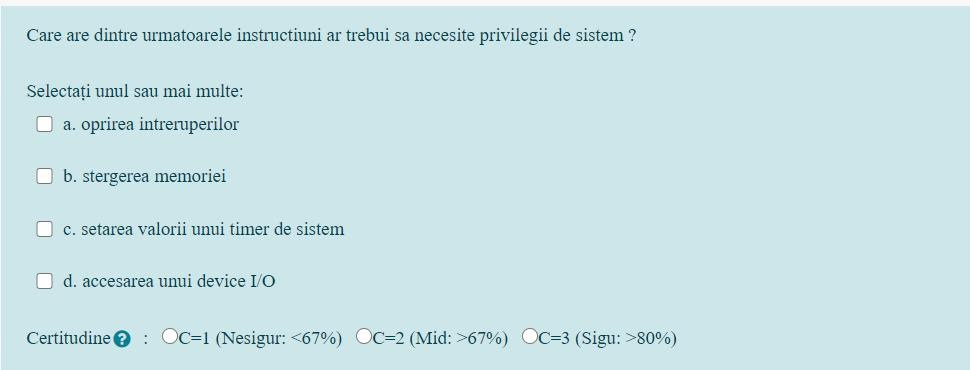 Care are dintre urmatoarele instructiuni ar trebui sa necesite privilegii de sistem ?
Selectați unul sau mai multe:
a. oprirea intreruperilor
b. stergerea memoriei
c. setarea valorii unui timer de sistem
d. accesarea unui device I/O
Certitudine ? : C=1 (Nesigur: <67%) C=2 (Mid: >67%) C=3 (Sigu: >80%)